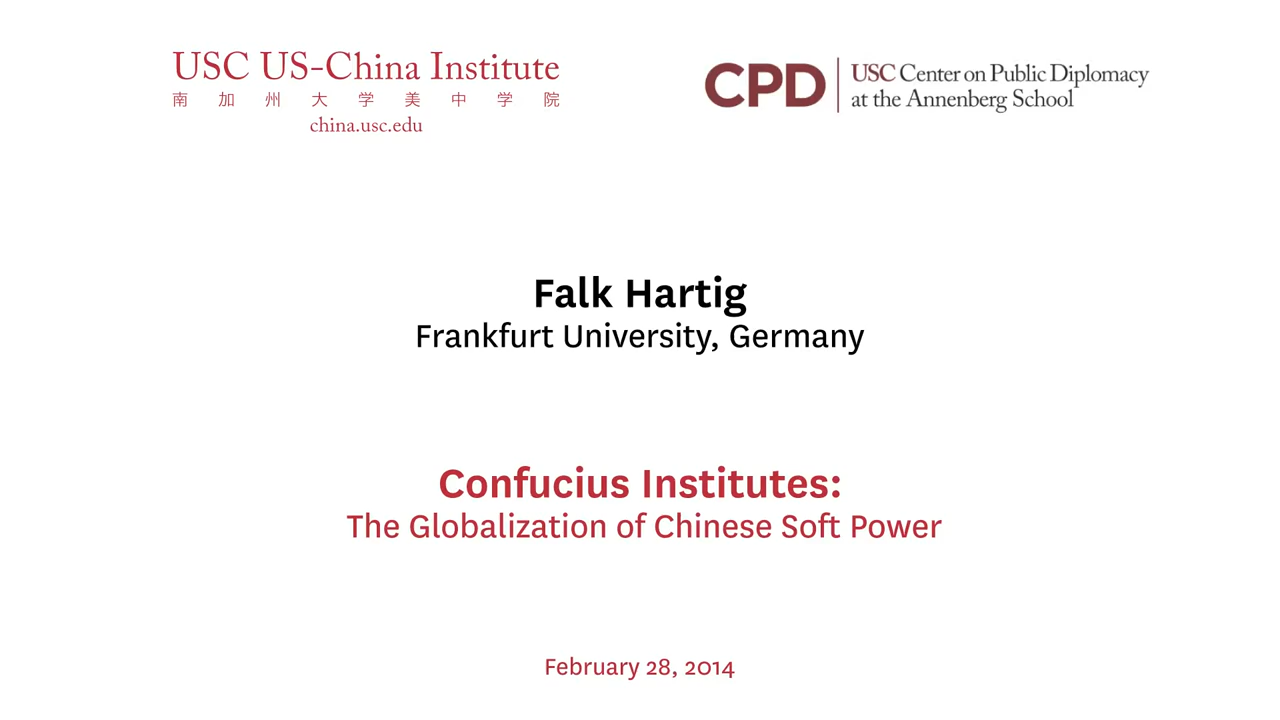 USC US-China Institute
南加州大学美中学院
china.usc.edu
CPD
USC Center on Public Diplomacy
at the Annenberg School
Falk Hartig
Frankfurt University, Germany
Confucius Institutes:
The Globalization of Chinese Soft Power
February 28, 2014